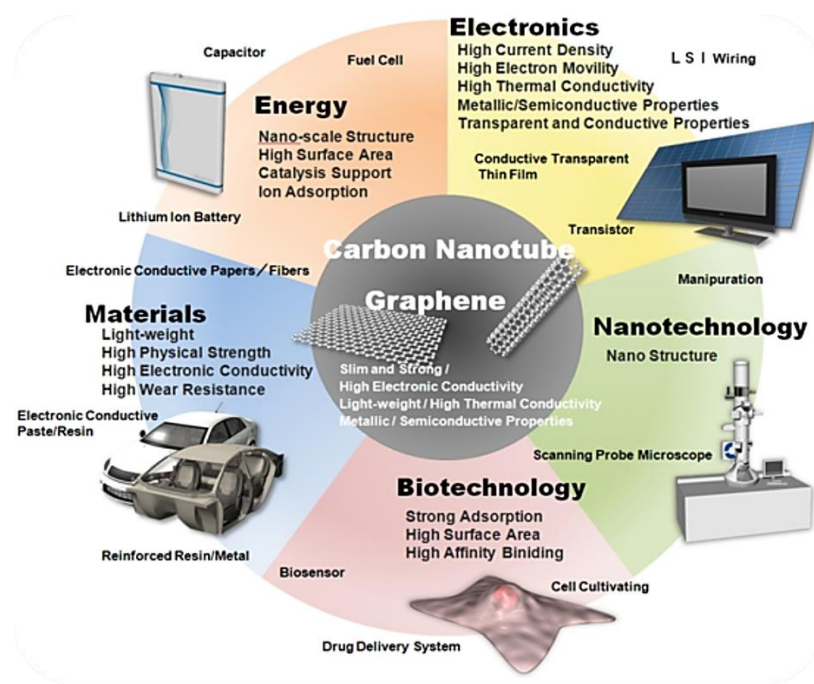 Electronics
High Current Density
High Electron Movility
High Thermal Conductivity
Metallic/Semiconductive Properties
Transparent and Conductive Properties
L S I Wiring
Conductive Transparent
Thin Film
Transistor
Capacitor
Fuel Cell
Energy
Nano-scale Structure
High Surface Area
Catalysis Support
Ion Adsorption
Lithium Ion Battery
Carbon Nanotube
Graphene
Slim and Strong /
High Electronic Conductivity
Light-weight / High Thermal Conductivity
Metallic / Semiconductive Properties
Electronic Conductive Papers/Fibers
Materials
Light-weight
High Physical Strength
High Electronic Conductivity
High Wear Resistance
Electronic Conductive
Paste/Resin
Reinforced Resin/Metal
Manipuration
Nanotechnology
Nano Structure
Scanning Probe Microscope
Biotechnology
Strong Adsorption
High Surface Area
High Affinity Biniding
Biosensor
Cell Cultivating
Drug Delivery System